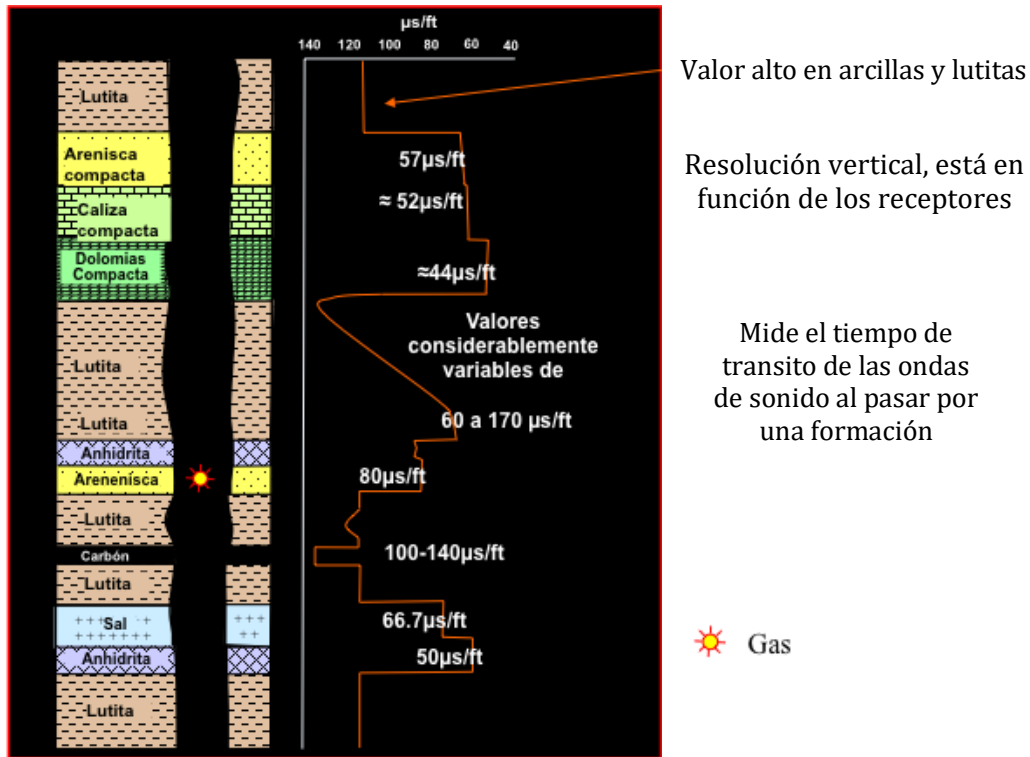 µs/ft
140 120 100 80 60 40
Lutita
Arenisca
compacta
57µs/ft
≈ 52µs/ft
Caliza
compacta
Dolomias
Compacta
≈44µs/ft
Valores
considerablemente
variables de
Lutita
Lutita
60 a 170 µs/ft
Anhidrita
Arenenísca
80µs/ft
Lutita
Carbón
100-140µs/ft
Lutita
Sal
66.7µs/ft
Anhidrita
50µs/ft
Lutita
Valor alto en arcillas y lutitas
Resolución vertical, está en
función de los receptores
Mide el tiempo de
transito de las ondas
de sonido al pasar por
una formación
Gas